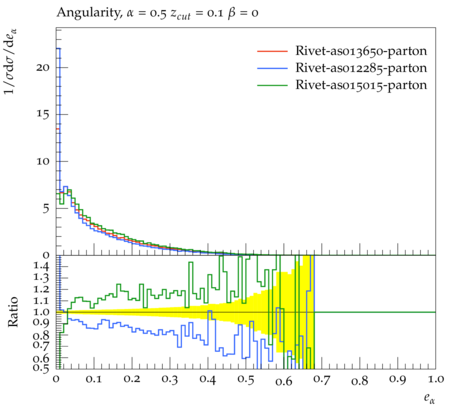 Angularity, α = 0.5 z_cut = 0.1 β = 0
1/σdσ/de_α
Rivet-as013650-parton
Rivet-as012285-parton
Rivet-as015015-parton
20
15
10
5
0
Ratio
1.4
1.3
1.2
1.1
1.0
0.9
0.8
0.7
0.6
0.5
0 0.1 0.2 0.3 0.4 0.5 0.6 0.7 0.8 0.9 1.0
e_α